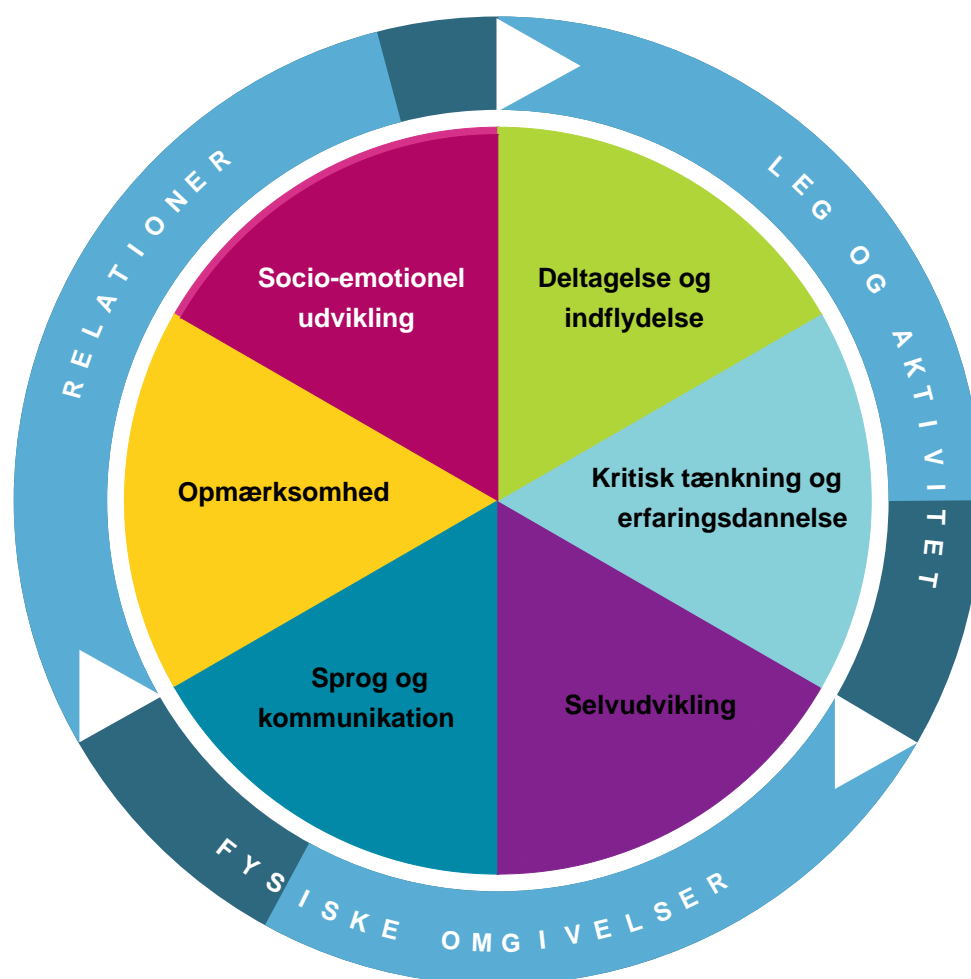 RELATIONER
LEG OG AKTIVITET
FYSISKE OMGIVELSER
Socio-emotionel
udvikling
Deltagelse og
indflydelse
Opmærksomhed
Kritisk tænkning og
erfaringsdannelse
Sprog og
kommunikation
Selvudvikling